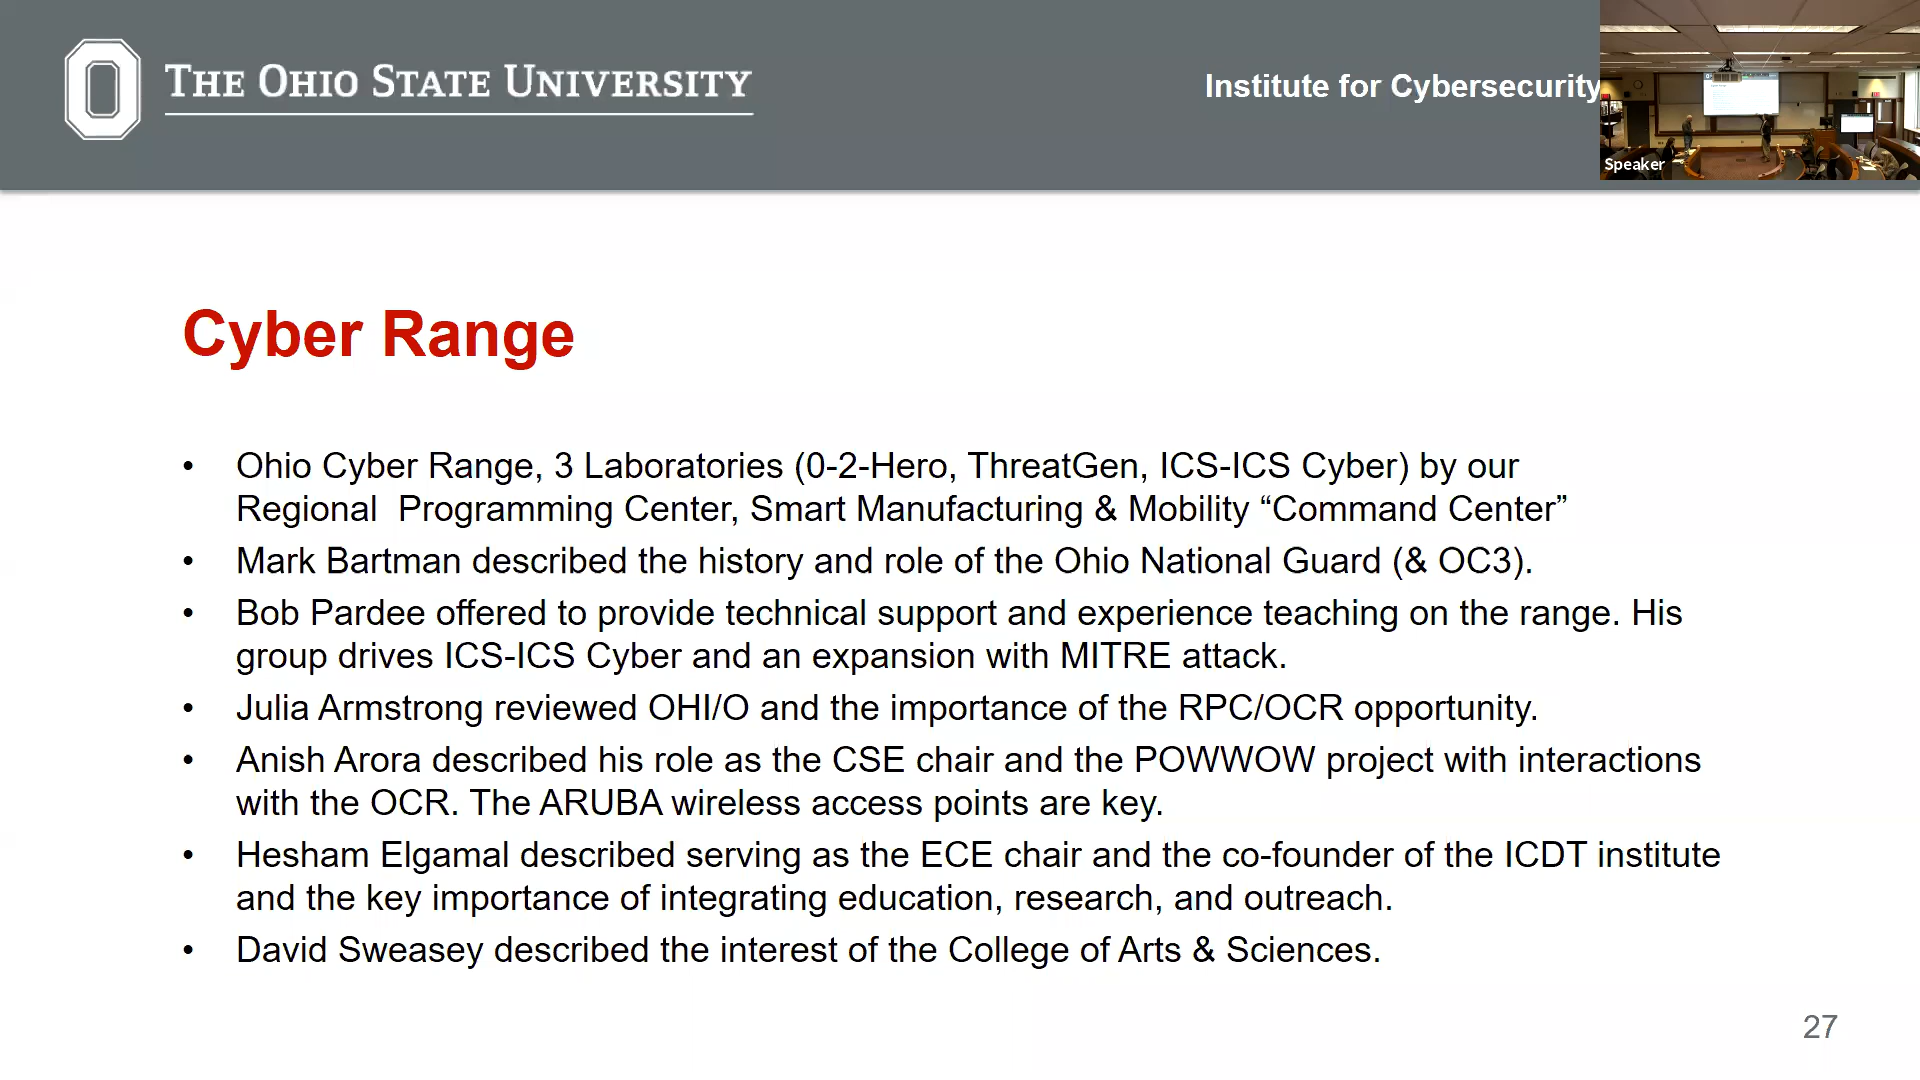 THE OHIO STATE UNIVERSITY
Institute for Cybersecurity
Speaker
Cyber Range
• Ohio Cyber Range, 3 Laboratories (0-2-Hero, ThreatGen, ICS-ICS Cyber) by our
Regional  Programming Center, Smart Manufacturing & Mobility “Command Center”
• Mark Bartman described the history and role of the Ohio National Guard (& OC3).
• Bob Pardee offered to provide technical support and experience teaching on the range. His
group drives ICS-ICS Cyber and an expansion with MITRE attack.
• Julia Armstrong reviewed OHI/O and the importance of the RPC/OCR opportunity.
• Anish Arora described his role as the CSE chair and the POWWOW project with interactions
with the OCR. The ARUBA wireless access points are key.
• Hesham Elgamal described serving as the ECE chair and the co-founder of the ICDT institute
and the key importance of integrating education, research, and outreach.
• David Sweasey described the interest of the College of Arts & Sciences.
27